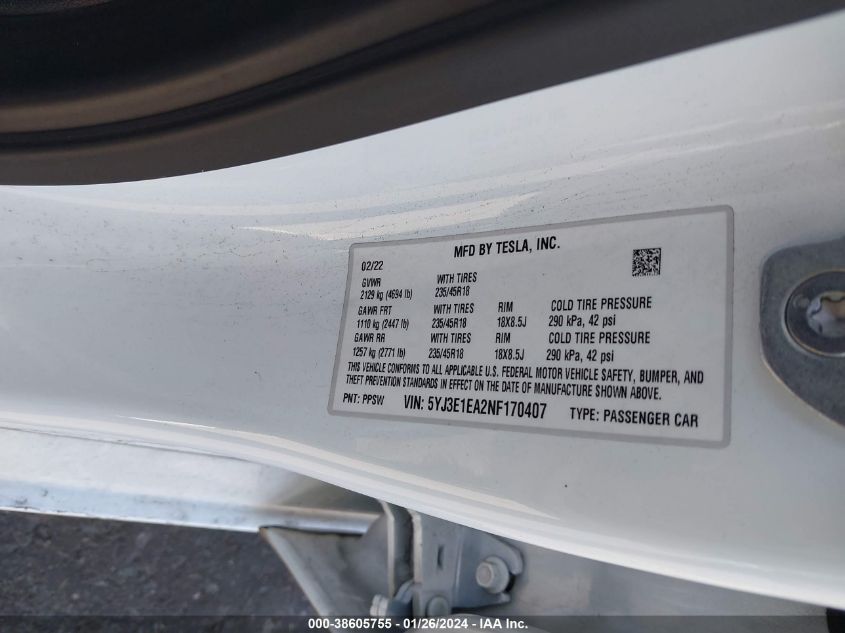 MFD BY TESLA, INC.
02/22
GVWR WITH TIRES
2129 kg (4694 lb) 235/45R18
GAWR FRT WITH TIRES RIM COLD TIRE PRESSURE
1110 kg (2447 lb) 235/45R18 18X8.5J 290 kPa, 42 psi
GAWR RR WITH TIRES RIM COLD TIRE PRESSURE
1257 kg (2771 lb) 235/45R18 18X8.5J 290 kPa, 42 psi
THIS VEHICLE CONFORMS TO ALL APPLICABLE U.S. FEDERAL MOTOR VEHICLE SAFETY, BUMPER, AND
THEFT PREVENTION STANDARDS IN EFFECT ON THE DATE OF MANUFACTURE SHOWN ABOVE.
PNT: PPSW VIN: 5YJ3E1EA2NF170407 TYPE: PASSENGER CAR
000-38605755 - 01/26/2024 - IAA Inc.